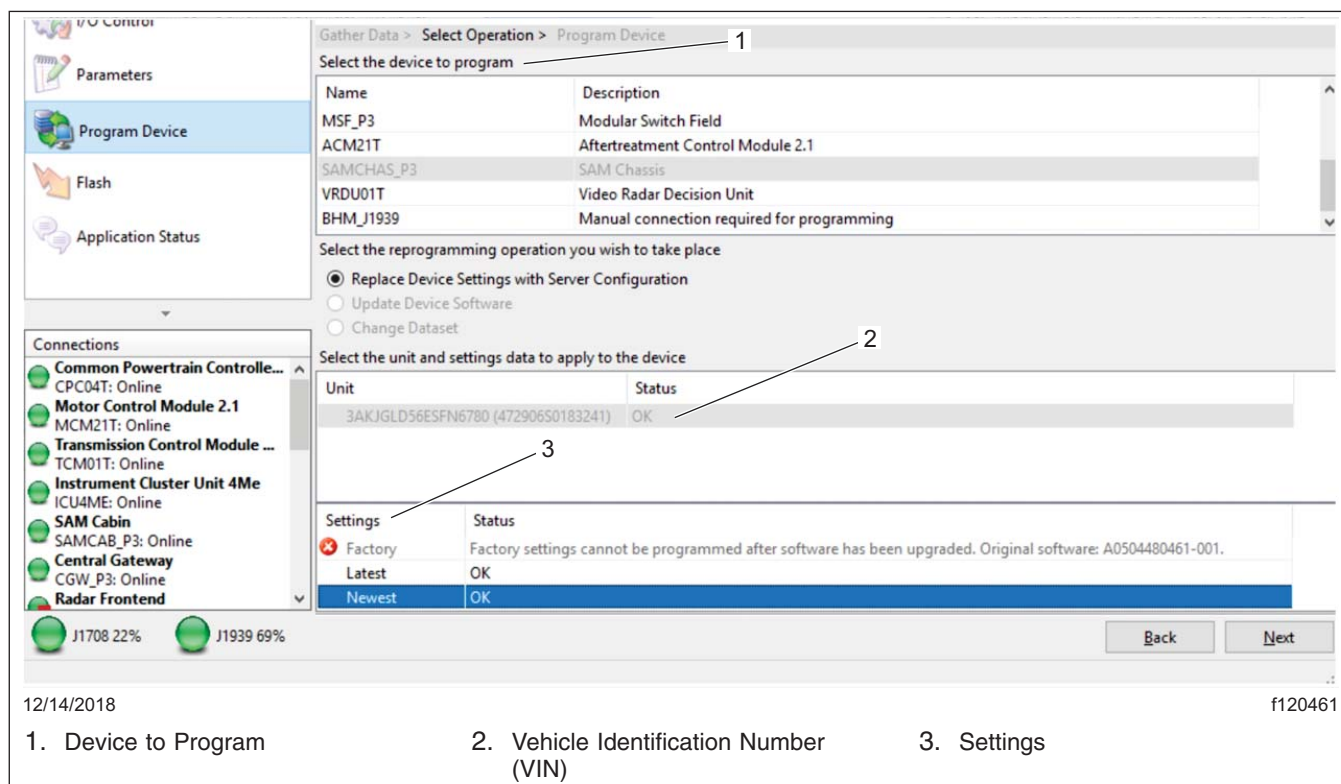 I/O Control
Parameters
Program Device
Flash
Application Status
Connections
Common Powertrain Controlle...
CPC04T: Online
Motor Control Module 2.1
MCM21T: Online
Transmission Control Module ...
TCM01T: Online
Instrument Cluster Unit 4Me
ICU4ME: Online
SAM Cabin
SAMCAB_P3: Online
Central Gateway
CGW_P3: Online
Radar Frontend
J1708 22% J1939 69%
Gather Data > Select Operation > Program Device
1
Select the device to program
Name Description
MSF_P3 Modular Switch Field
ACM21T Aftertreatment Control Module 2.1
SAMCHAS_P3 SAM Chassis
VRDU01T Video Radar Decision Unit
BHM_J1939 Manual connection required for programming
Select the reprogramming operation you wish to take place
Replace Device Settings with Server Configuration
Update Device Software
Change Dataset
2
Select the unit and settings data to apply to the device
Unit Status
3AKJGLD56ESFN6780 (472906S0183241) OK
3
Settings Status
Factory Factory settings cannot be programmed after software has been upgraded. Original software: A0504480461-001.
Latest OK
Newest OK
Back Next
12/14/2018 f120461
1. Device to Program 2. Vehicle Identification Number (VIN) 3. Settings